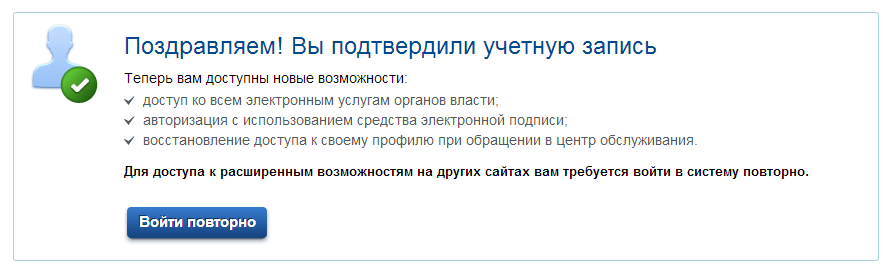 Поздравляем! Вы подтвердили учетную запись
Теперь вам доступны новые возможности:
доступ ко всем электронным услугам органов власти;
авторизация с использованием средства электронной подписи;
восстановление доступа к своему профилю при обращении в центр обслуживания.
Для доступа к расширенным возможностям на других сайтах вам требуется войти в систему повторно.
Войти повторно